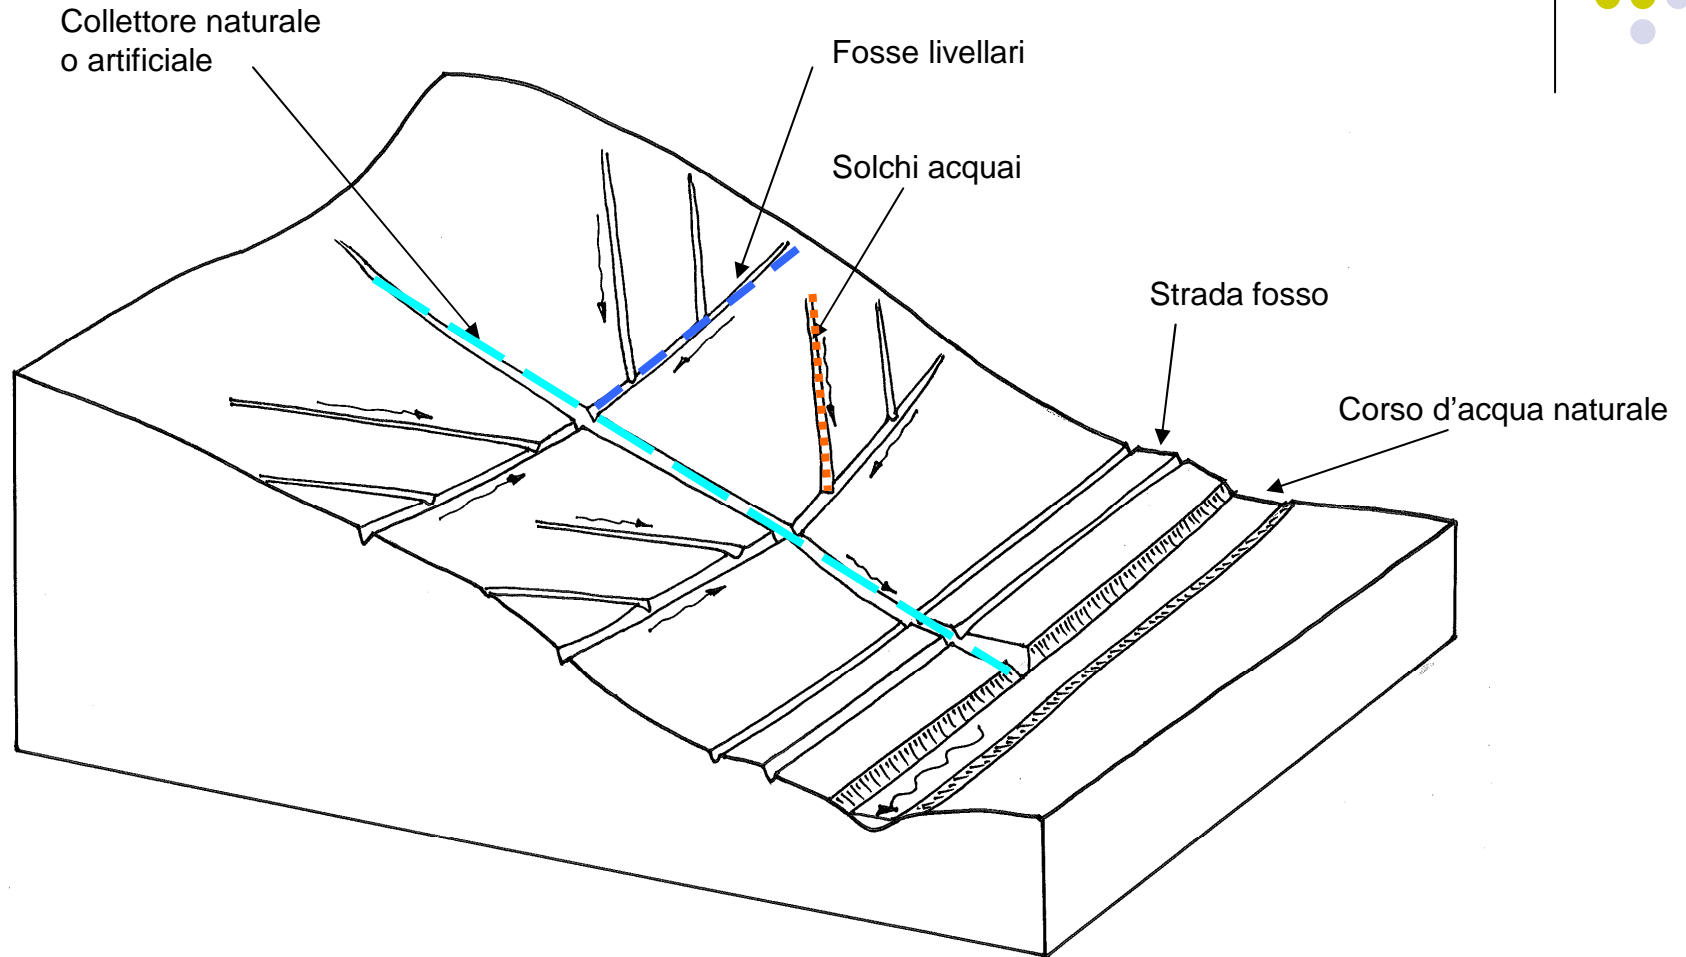 Collettore naturale
o artificiale
Fosse livellari
Solchi acquai
Strada fosso
Corso d'acqua naturale